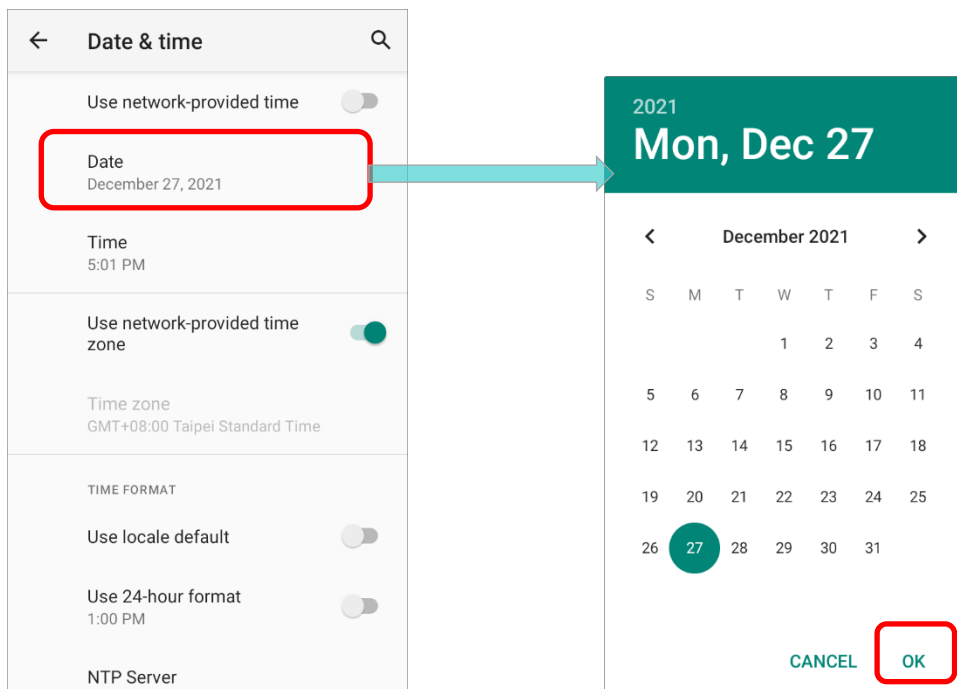 Date & time
Use network-provided time
Date
December 27, 2021
Time
5:01 PM
Use network-provided time
zone
Time zone
GMT+08:00 Taipei Standard Time
TIME FORMAT
Use locale default
Use 24-hour format
1:00 PM
NTP Server
2021
Mon, Dec 27
December 2021
S M T W T F S
1 2 3 4
5 6 7 8 9 10 11
12 13 14 15 16 17 18
19 20 21 22 23 24 25
26 27 28 29 30 31
CANCEL OK